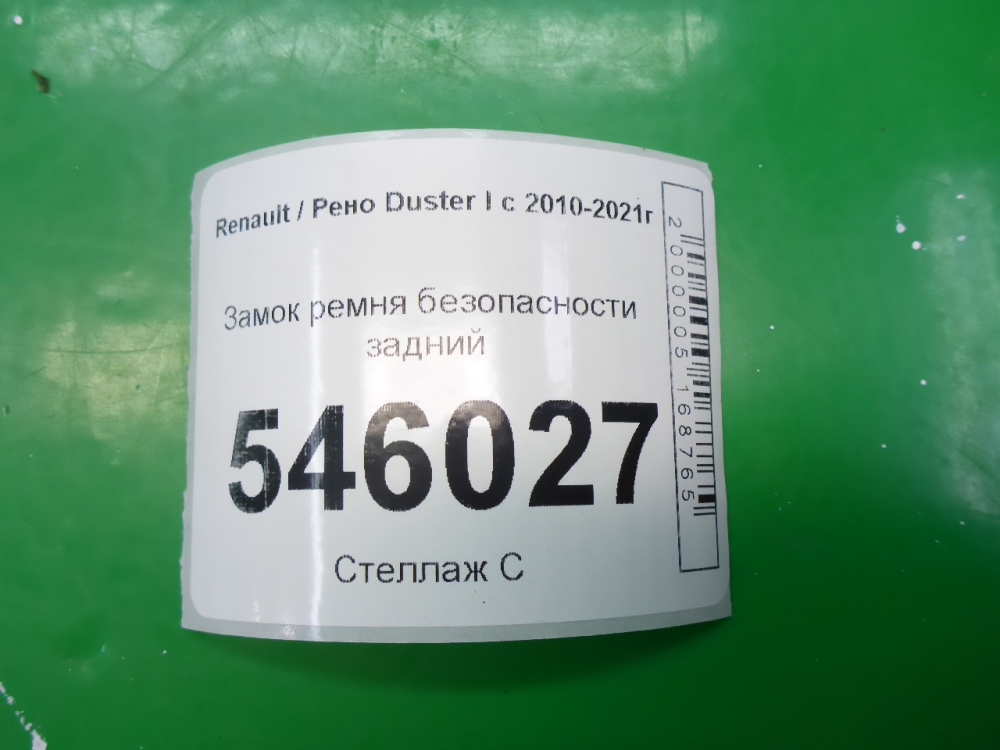 Renault / Рено Duster I с 2010-2021г
Замок ремня безопасности
задний
546027
Стеллаж С
2000005168765